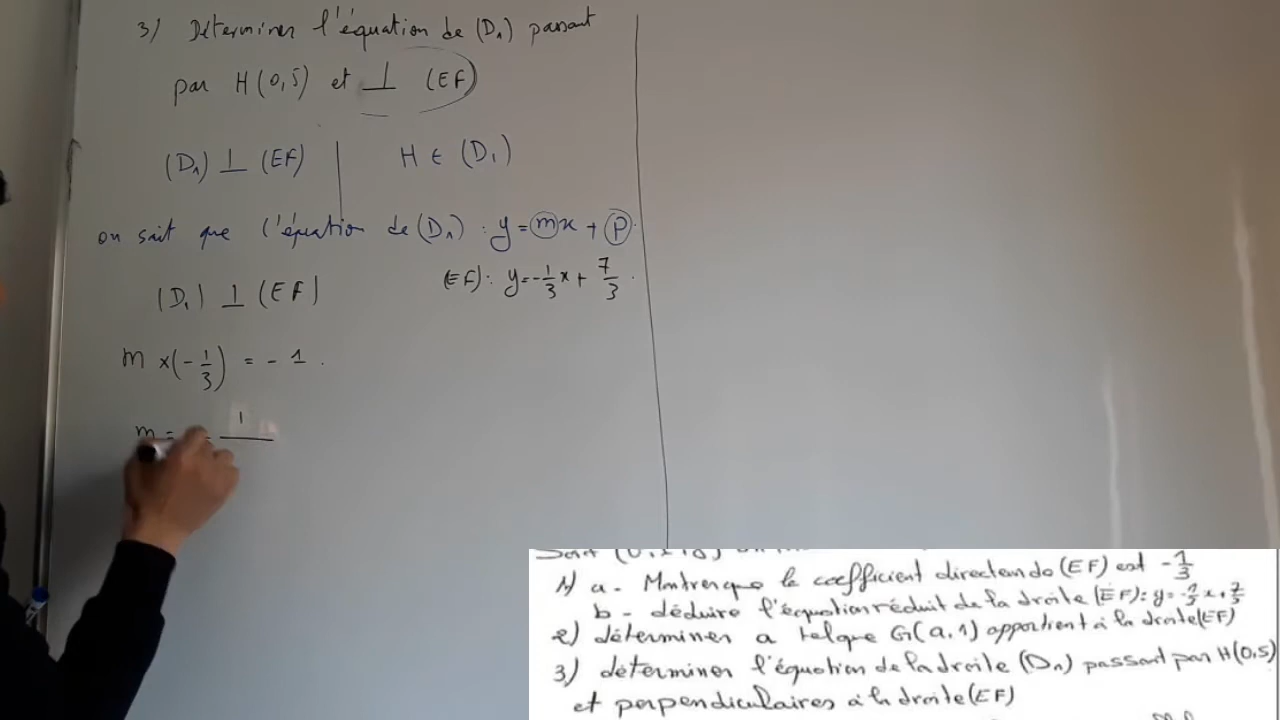 3) Déterminer l'équation de (D₁) passant
par H(0,5) et ⊥ (EF)
(D₁) ⊥ (EF) | H ∈ (D₁)
on sait que l'équation de (D₁) : y = mx + p
(D₁) ⊥ (EF)
(EF): y = -1/3 x + 7/3
m × (-1/3) = -1
m = 1
1) a - Montrer que le coefficient directeur de (EF) est -1/3
b - déduire l'équation réduit de la droite (EF): y = -1/3 x + 7/3
2) déterminer a tel que G(a,1) appartient à la droite (EF)
3) déterminer l'équation de la droite (D₁) passant par H(0,5)
et perpendiculaires à la droite (EF)